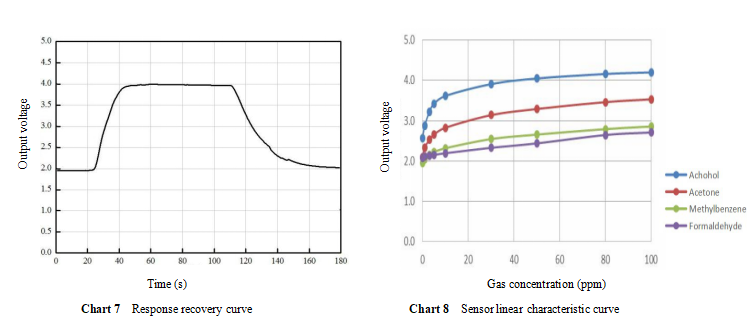 5.0
4.5
4.0
3.5
3.0
2.5
2.0
1.5
1.0
0.5
0.0
Output voltage
0 20 40 60 80 100 120 140 160 180
Time (s)
Chart 7 Response recovery curve
5.0
4.0
3.0
2.0
1.0
0.0
Output voltage
0 20 40 60 80 100
Gas concentration (ppm)
Achohol
Acetone
Methylbenzene
Formaldehyde
Chart 8 Sensor linear characteristic curve